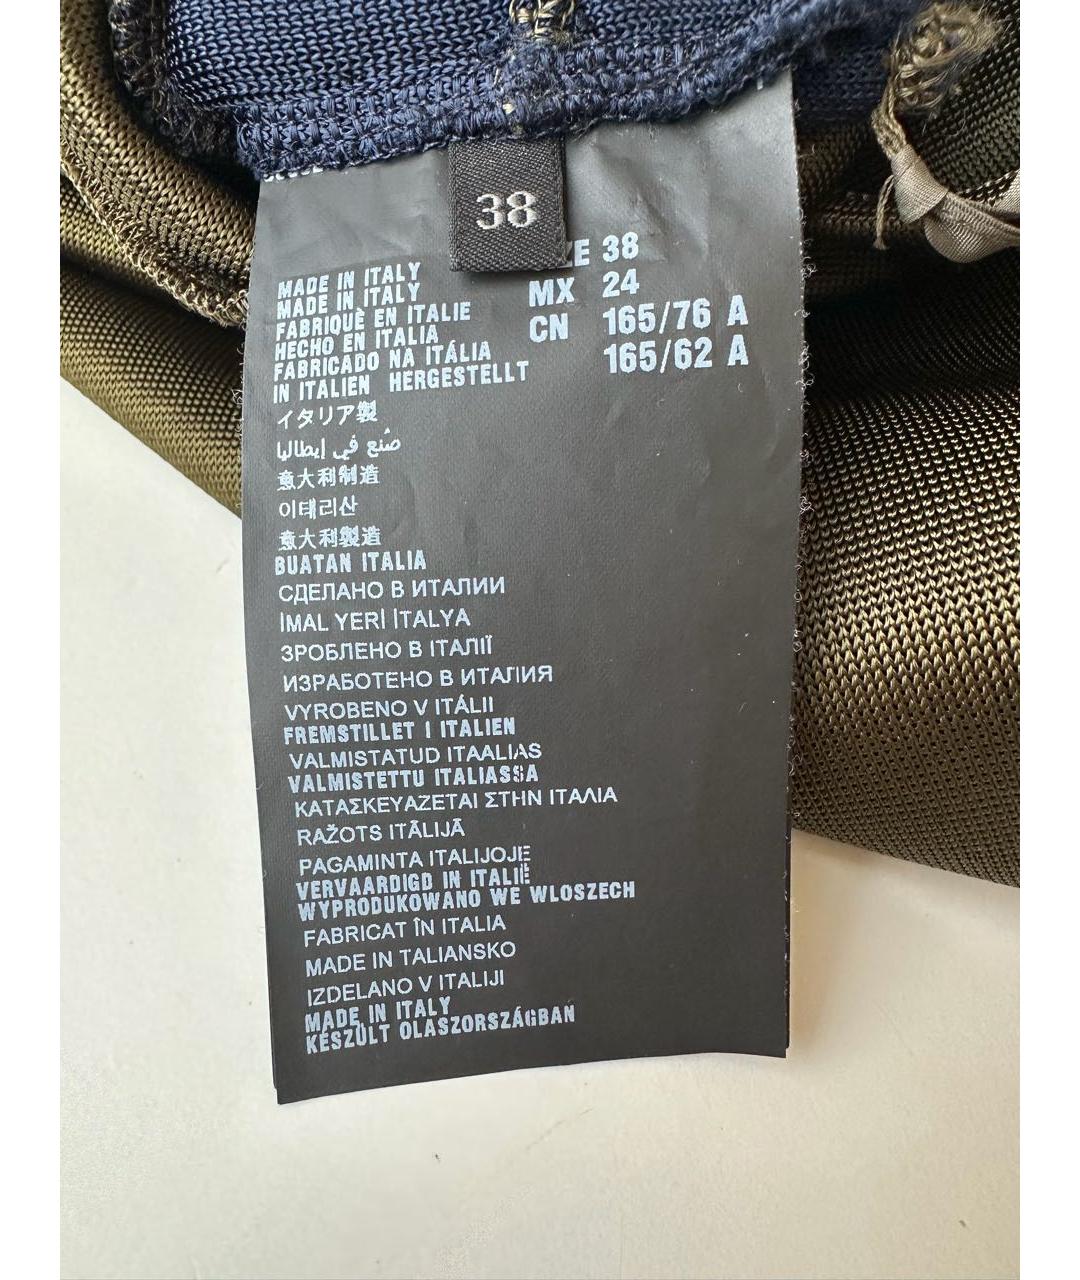 38
38
MX 24
CN 165/76 A
165/62 A
MADE IN ITALY
MADE IN ITALY
FABRIQUÈ EN ITALIE
HECHO EN ITALIA
FABRICADO NA ITÁLIA
IN ITALIEN HERGESTELLT
イタリア製
صُنع في إيطاليا
意大利制造
이태리산
意大利製造
BUATAN ITALIA
СДЕЛАНО В ИТАЛИИ
İMAL YERİ İTALYA
ЗРОБЛЕНО В ІТАЛІЇ
ИЗРАБОТЕНО В ИТАЛИЯ
VYROBENO V ITÁLII
FREMSTILLET I ITALIEN
VALMISTATUD ITAALIAS
VALMISTETTU ITALIASSA
ΚΑΤΑΣΚΕΥΑΖΕΤΑΙ ΣΤΗΝ ΙΤΑΛΙΑ
RAŽOTS ITĀLIJĀ
PAGAMINTA ITALIJOJE
VERVAARDIGD IN ITALIË
WYPRODUKOWANO WE WLOSZECH
FABRICAT ÎN ITALIA
MADE IN TALIANSKO
IZDELANO V ITALIJI
MADE IN ITALY
KÉSZÜLT OLASZORSZÁGBAN